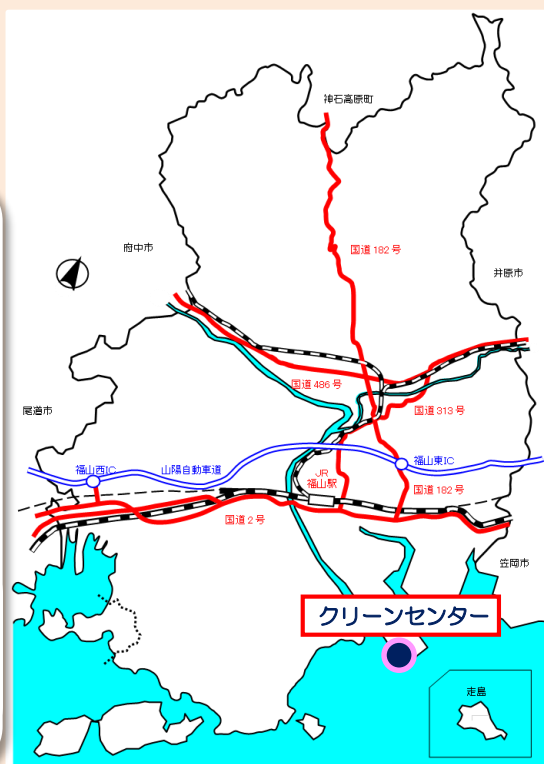 神石高原町
国道182号
府中市
井原市
国道486号
国道313号
尾道市
福山西IC
山陽自動車道
福山東IC
JR
福山駅
国道182号
国道2号
笠岡市
クリーンセンター
走島